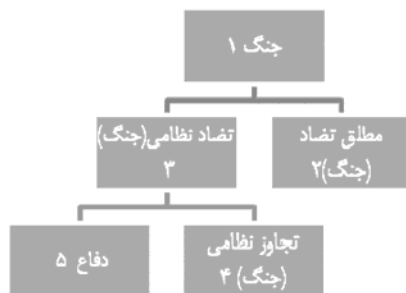 جنگ ۱
مطلق تضاد
(جنگ)۲
تضاد نظامی(جنگ)
۳
تجاوز نظامی
(جنگ) ۴
دفاع ۵